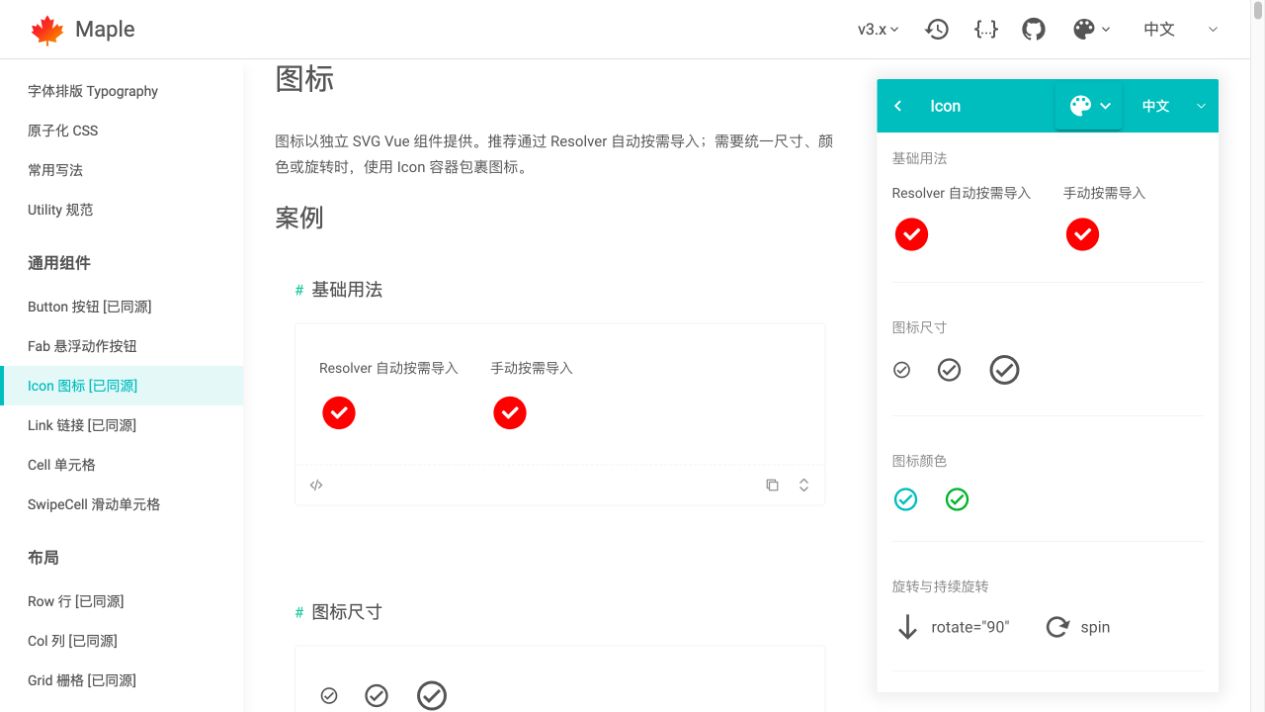 Maple
v3.x
{...}
中文
字体排版 Typography
原子化 CSS
常用写法
Utility 规范
通用组件
Button 按钮 [已同源]
Fab 悬浮动作按钮
Icon 图标 [已同源]
Link 链接 [已同源]
Cell 单元格
SwipeCell 滑动单元格
布局
Row 行 [已同源]
Col 列 [已同源]
Grid 栅格 [已同源]
图标
图标以独立 SVG Vue 组件提供。推荐通过 Resolver 自动按需导入；需要统一尺寸、颜
色或旋转时，使用 Icon 容器包裹图标。
案例
# 基础用法
Resolver 自动按需导入
手动按需导入
# 图标尺寸
Icon
中文
基础用法
Resolver 自动按需导入
手动按需导入
图标尺寸
图标颜色
旋转与持续旋转
rotate="90"
spin